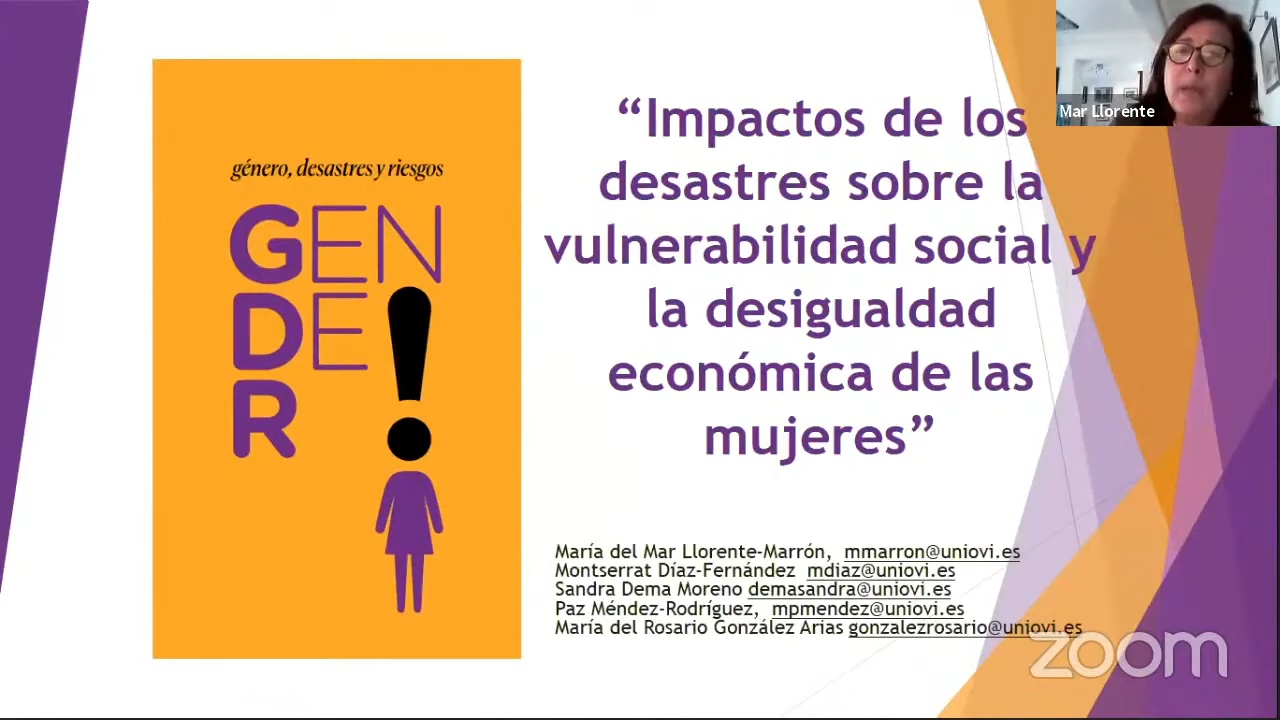 género, desastres y riesgos
GEN
DE
R
“Impactos de los
desastres sobre la
vulnerabilidad social y
la desigualdad
económica de las
mujeres”
Mar Llorente
María del Mar Llorente-Marrón, mmarron@uniovi.es
Montserrat Díaz-Fernández mdiaz@uniovi.es
Sandra Dema Moreno demasandra@uniovi.es
Paz Méndez-Rodríguez, mpmendez@uniovi.es
María del Rosario González Arias gonzalezrosario@uniovi.es
zoom